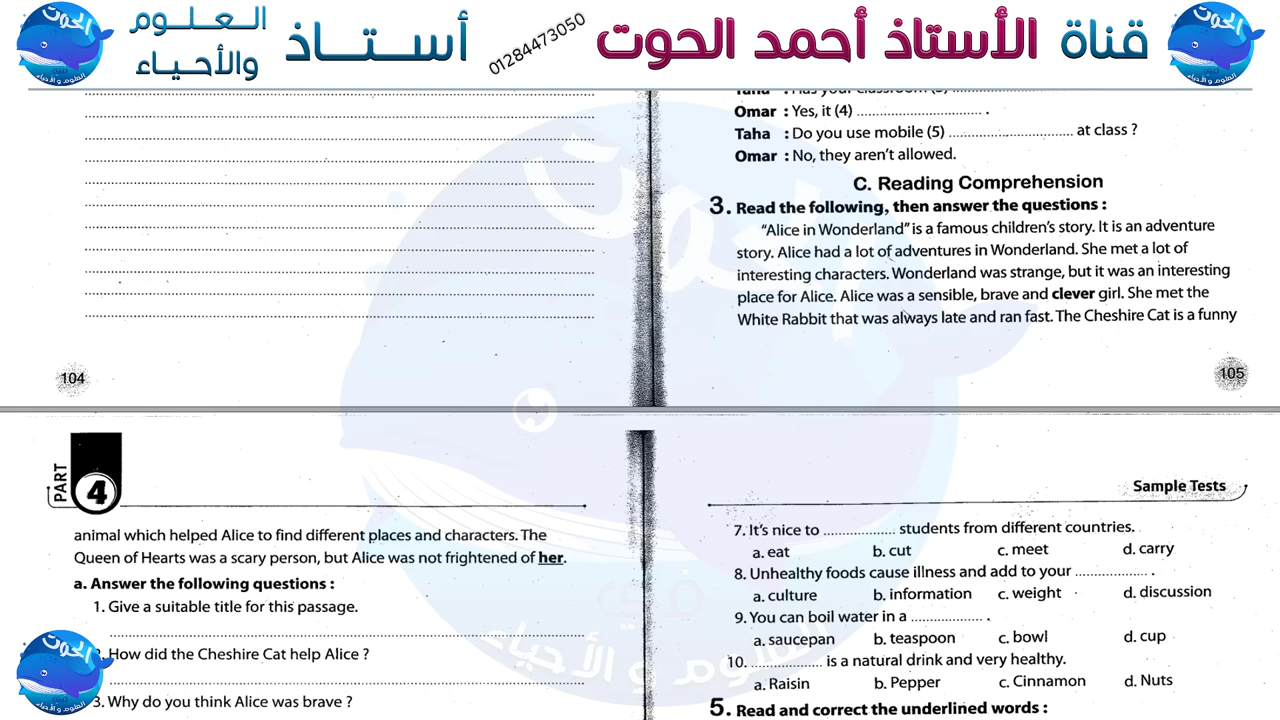 قناة الأستاذ أحمد الحوت
01284473050
أستاذ
العلوم
والأحياء
Omar : Yes, it (4) ................................ .
Taha : Do you use mobile (5) ................................ at class ?
Omar : No, they aren't allowed.
C. Reading Comprehension
3. Read the following, then answer the questions :
"Alice in Wonderland" is a famous children's story. It is an adventure
story. Alice had a lot of adventures in Wonderland. She met a lot of
interesting characters. Wonderland was strange, but it was an interesting
place for Alice. Alice was a sensible, brave and clever girl. She met the
White Rabbit that was always late and ran fast. The Cheshire Cat is a funny
104
105
PART 4
animal which helped Alice to find different places and characters. The
Queen of Hearts was a scary person, but Alice was not frightened of her.
a. Answer the following questions :
1. Give a suitable title for this passage.
How did the Cheshire Cat help Alice ?
3. Why do you think Alice was brave ?
Sample Tests
7. It's nice to .................. students from different countries.
a. eat b. cut c. meet d. carry
8. Unhealthy foods cause illness and add to your .................. .
a. culture b. information c. weight d. discussion
9. You can boil water in a .................. .
a. saucepan b. teaspoon c. bowl d. cup
10. .................. is a natural drink and very healthy.
a. Raisin b. Pepper c. Cinnamon d. Nuts
5. Read and correct the underlined words :
الحوت
في
العلوم و الأحياء